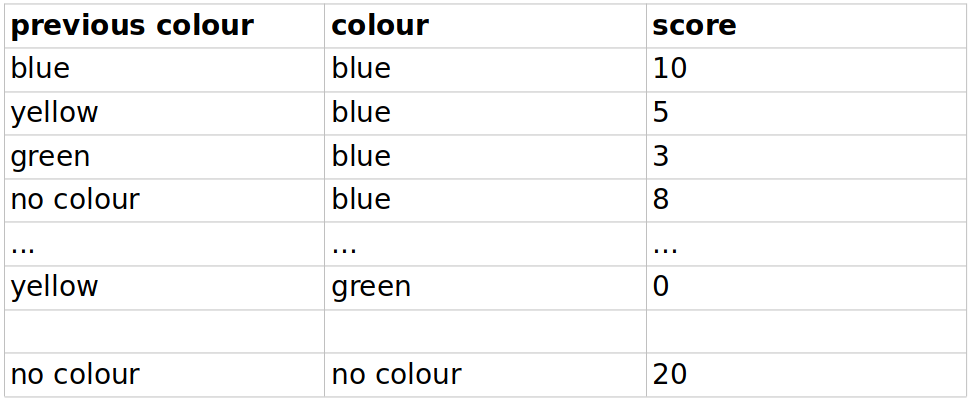 previous colour colour score
blue blue 10
yellow blue 5
green blue 3
no colour blue 8
... ... ...
yellow green 0
no colour no colour 20